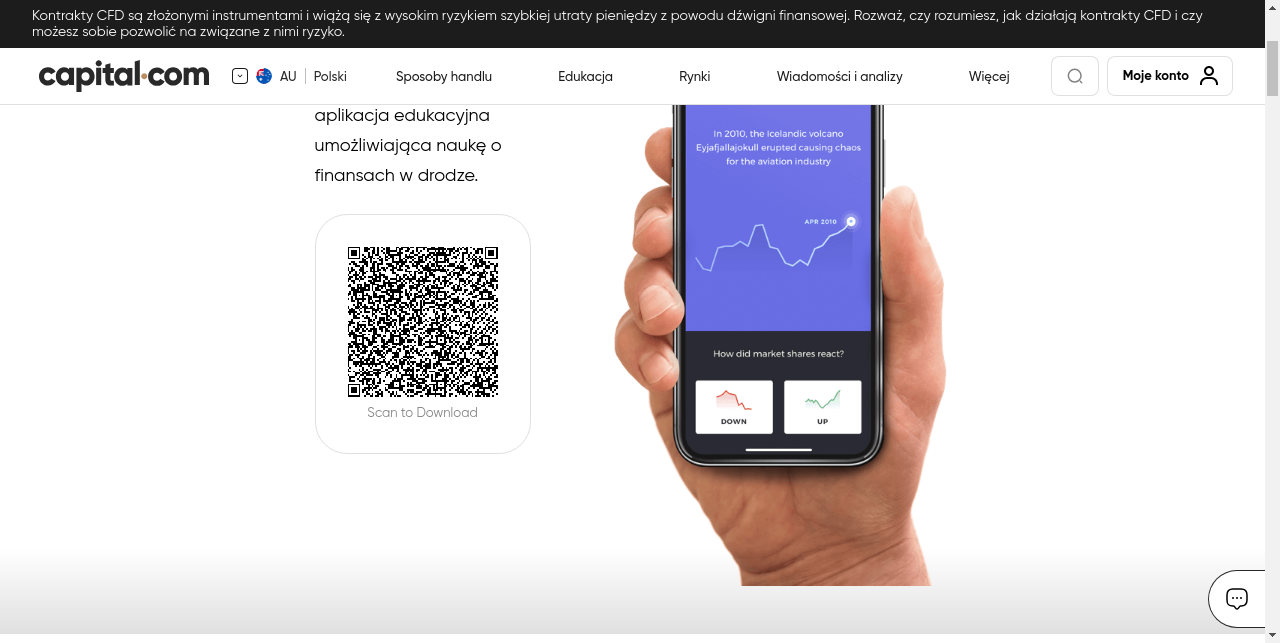 Kontrakty CFD są złożonymi instrumentami i wiążą się z wysokim ryzykiem szybkiej utraty pieniędzy z powodu dźwigni finansowej. Rozważ, czy rozumiesz, jak działają kontrakty CFD i czy
możesz sobie pozwolić na związane z nimi ryzyko.
capital.com
AU
Polski
Sposoby handlu
Edukacja
Rynki
Wiadomości i analizy
Więcej
Moje konto
aplikacja edukacyjna
umożliwiająca naukę o
finansach w drodze.
Scan to Download
In 2010, the Icelandic volcano
Eyjafjallajokull erupted causing chaos
for the aviation industry
APR 2010
How did market shares react?
DOWN
UP